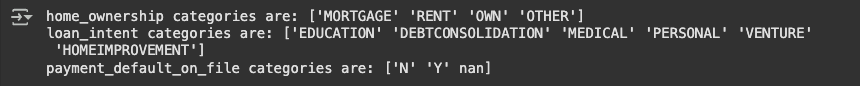 home_ownership categories are: ['MORTGAGE' 'RENT' 'OWN' 'OTHER']
loan_intent categories are: ['EDUCATION' 'DEBTCONSOLIDATION' 'MEDICAL' 'PERSONAL' 'VENTURE'
'HOMEIMPROVEMENT']
payment_default_on_file categories are: ['N' 'Y' nan]